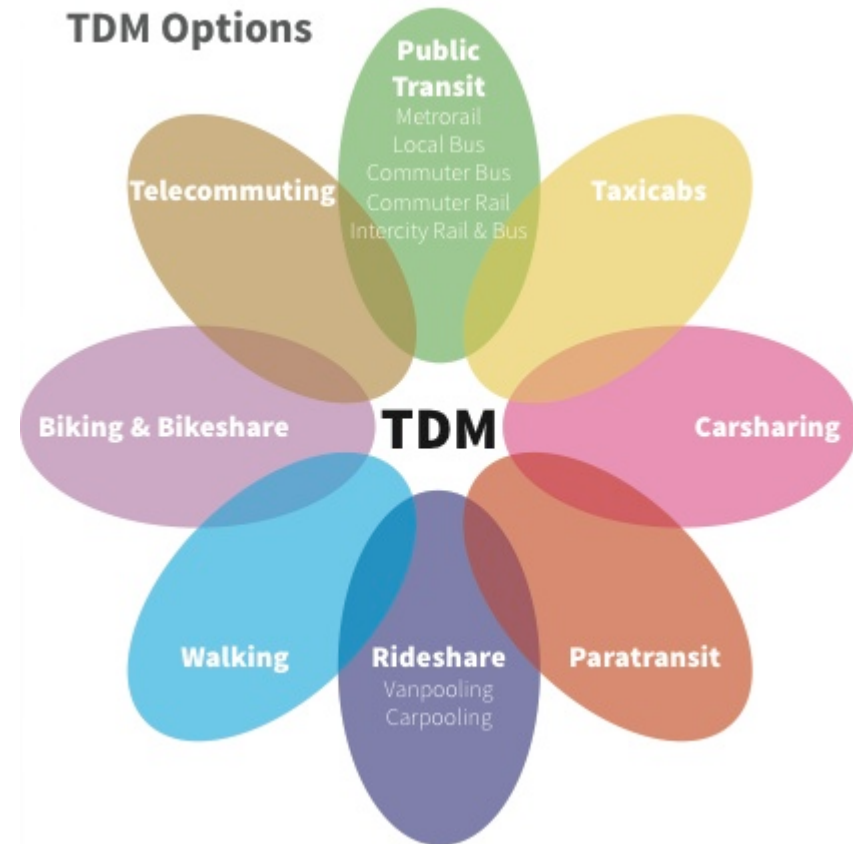 TDM Options
Public
Transit
Metrorail
Local Bus
Commuter Bus
Commuter Rail
Intercity Rail & Bus
Telecommuting
Taxicabs
Biking & Bikeshare
TDM
Carsharing
Walking
Rideshare
Vanpooling
Carpooling
Paratransit